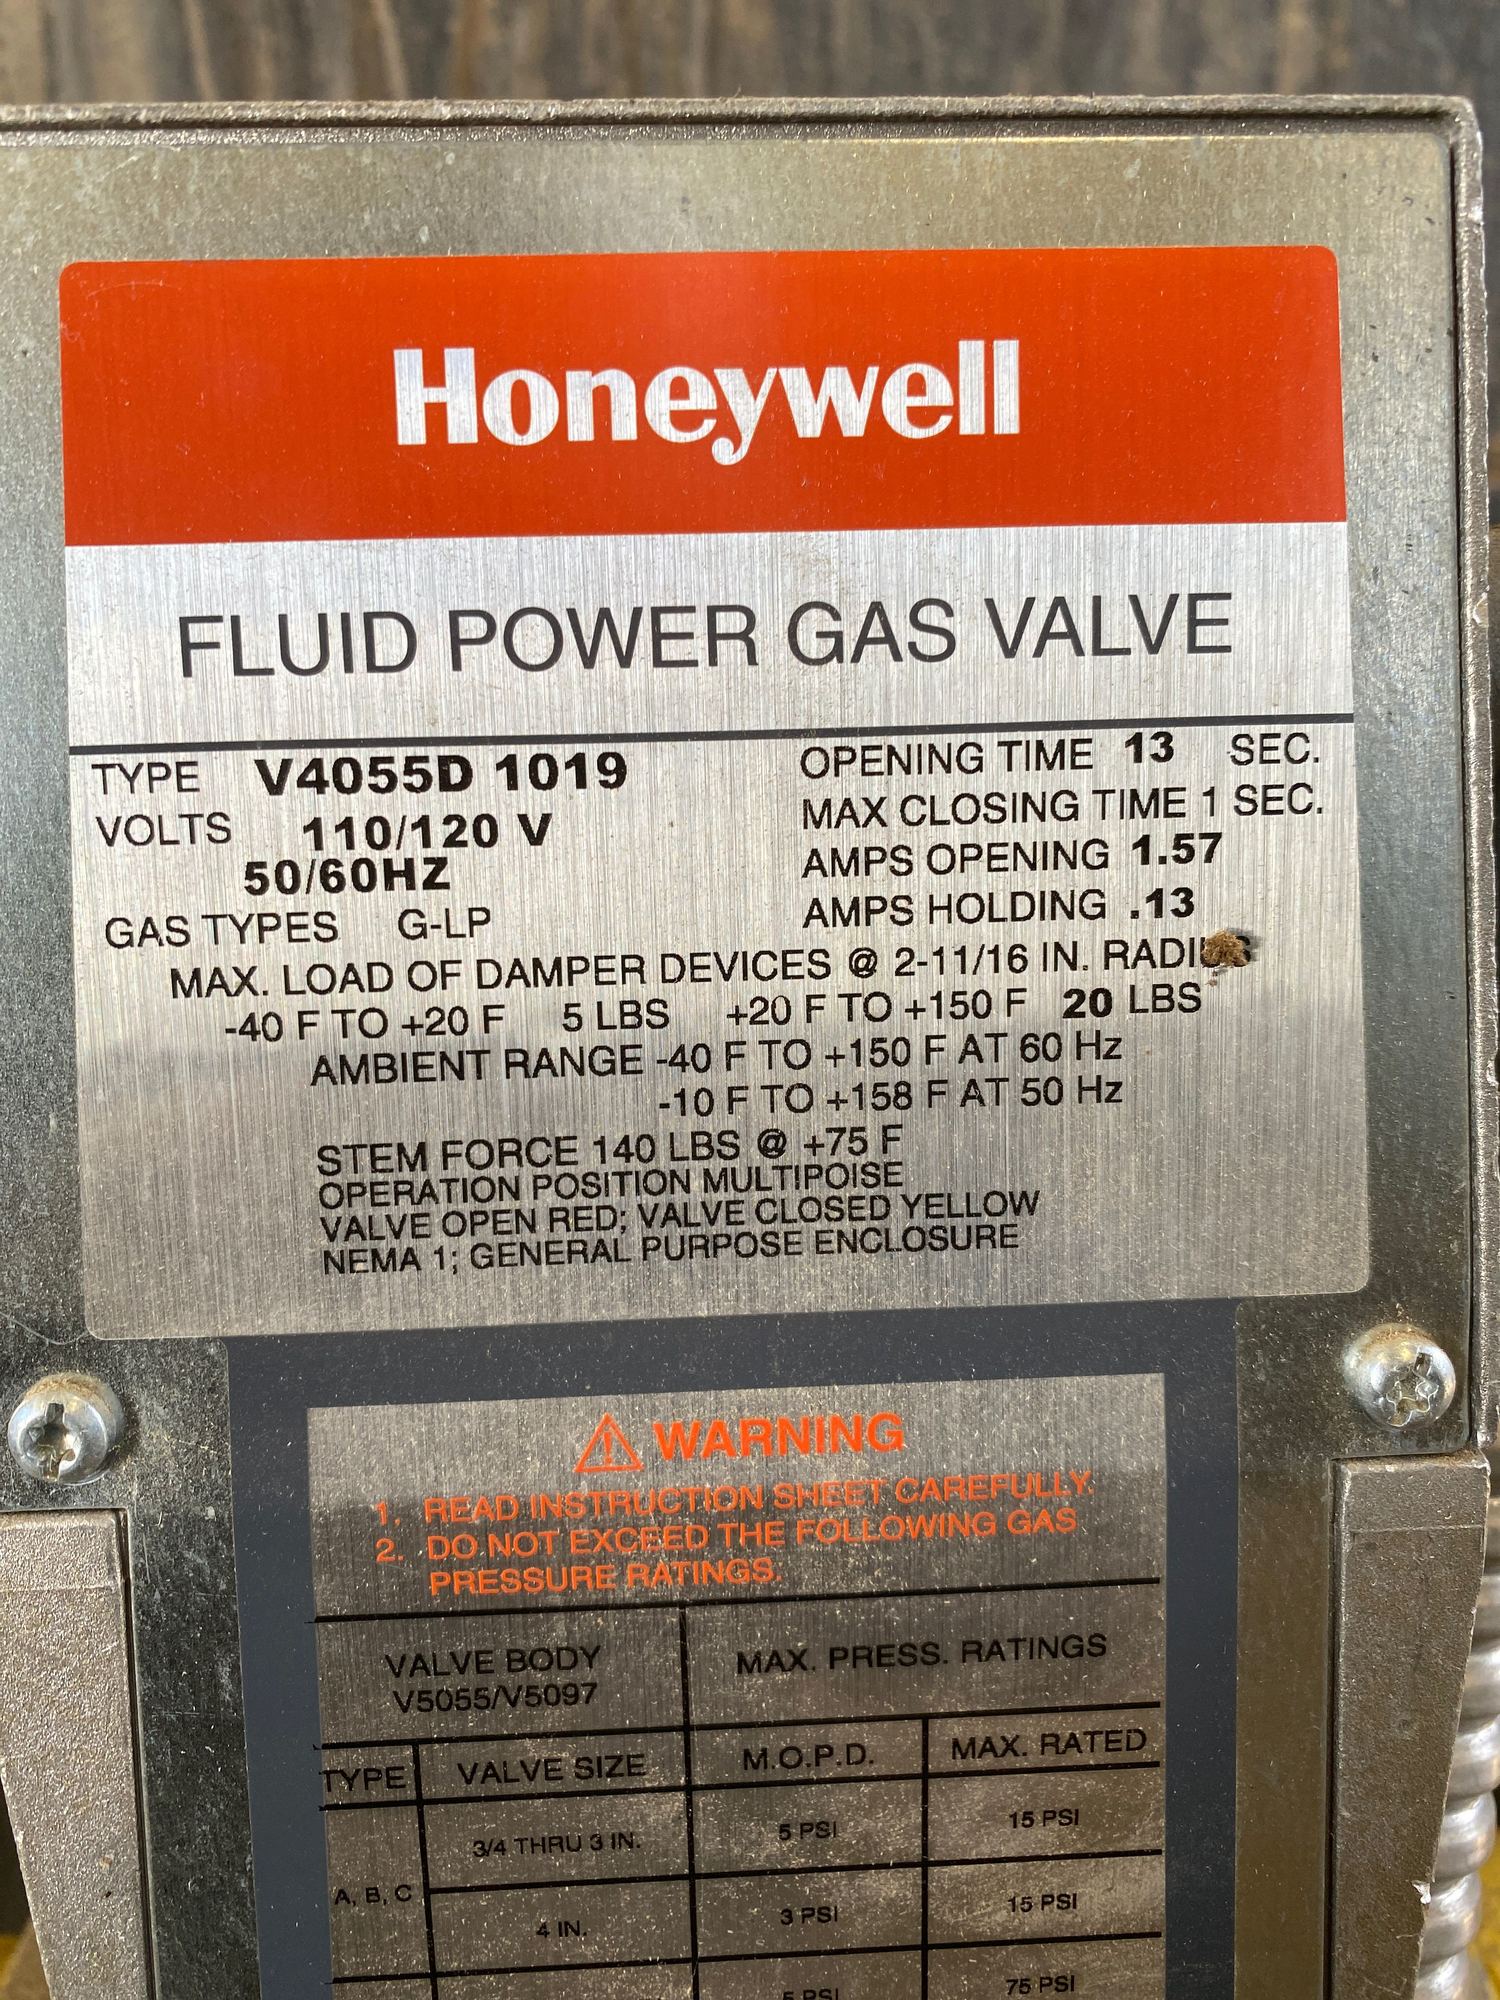 Honeywell
FLUID POWER GAS VALVE
TYPE V4055D 1019
VOLTS 110/120 V
50/60HZ
GAS TYPES G-LP
OPENING TIME 13 SEC.
MAX CLOSING TIME 1 SEC.
AMPS OPENING 1.57
AMPS HOLDING .13
MAX. LOAD OF DAMPER DEVICES @ 2-11/16 IN. RADIUS
-40 F TO +20 F 5 LBS +20 F TO +150 F 20 LBS
AMBIENT RANGE -40 F TO +150 F AT 60 Hz
-10 F TO +158 F AT 50 Hz
STEM FORCE 140 LBS @ +75 F
OPERATION POSITION MULTIPOISE
VALVE OPEN RED; VALVE CLOSED YELLOW
NEMA 1; GENERAL PURPOSE ENCLOSURE
WARNING
1. READ INSTRUCTION SHEET CAREFULLY.
2. DO NOT EXCEED THE FOLLOWING GAS
PRESSURE RATINGS.
VALVE BODY
V5055/V5097
MAX. PRESS. RATINGS
TYPE VALVE SIZE M.O.P.D. MAX. RATED
3/4 THRU 3 IN. 5 PSI 15 PSI
A, B, C
4 IN. 3 PSI 15 PSI
5 PSI 75 PSI